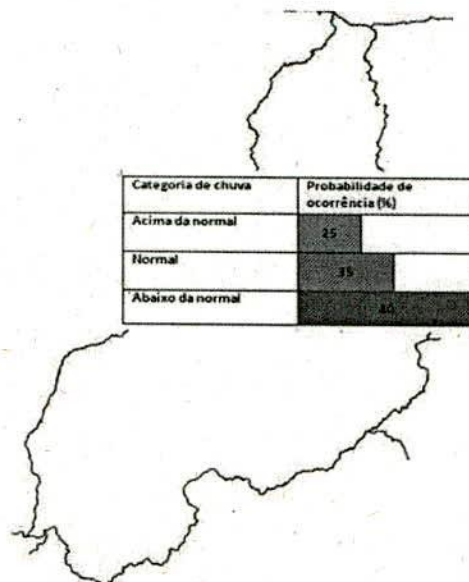 Categoria de chuva
Probabilidade de ocorrência (%)
Acima da normal
25
Normal
35
Abaixo da normal
40